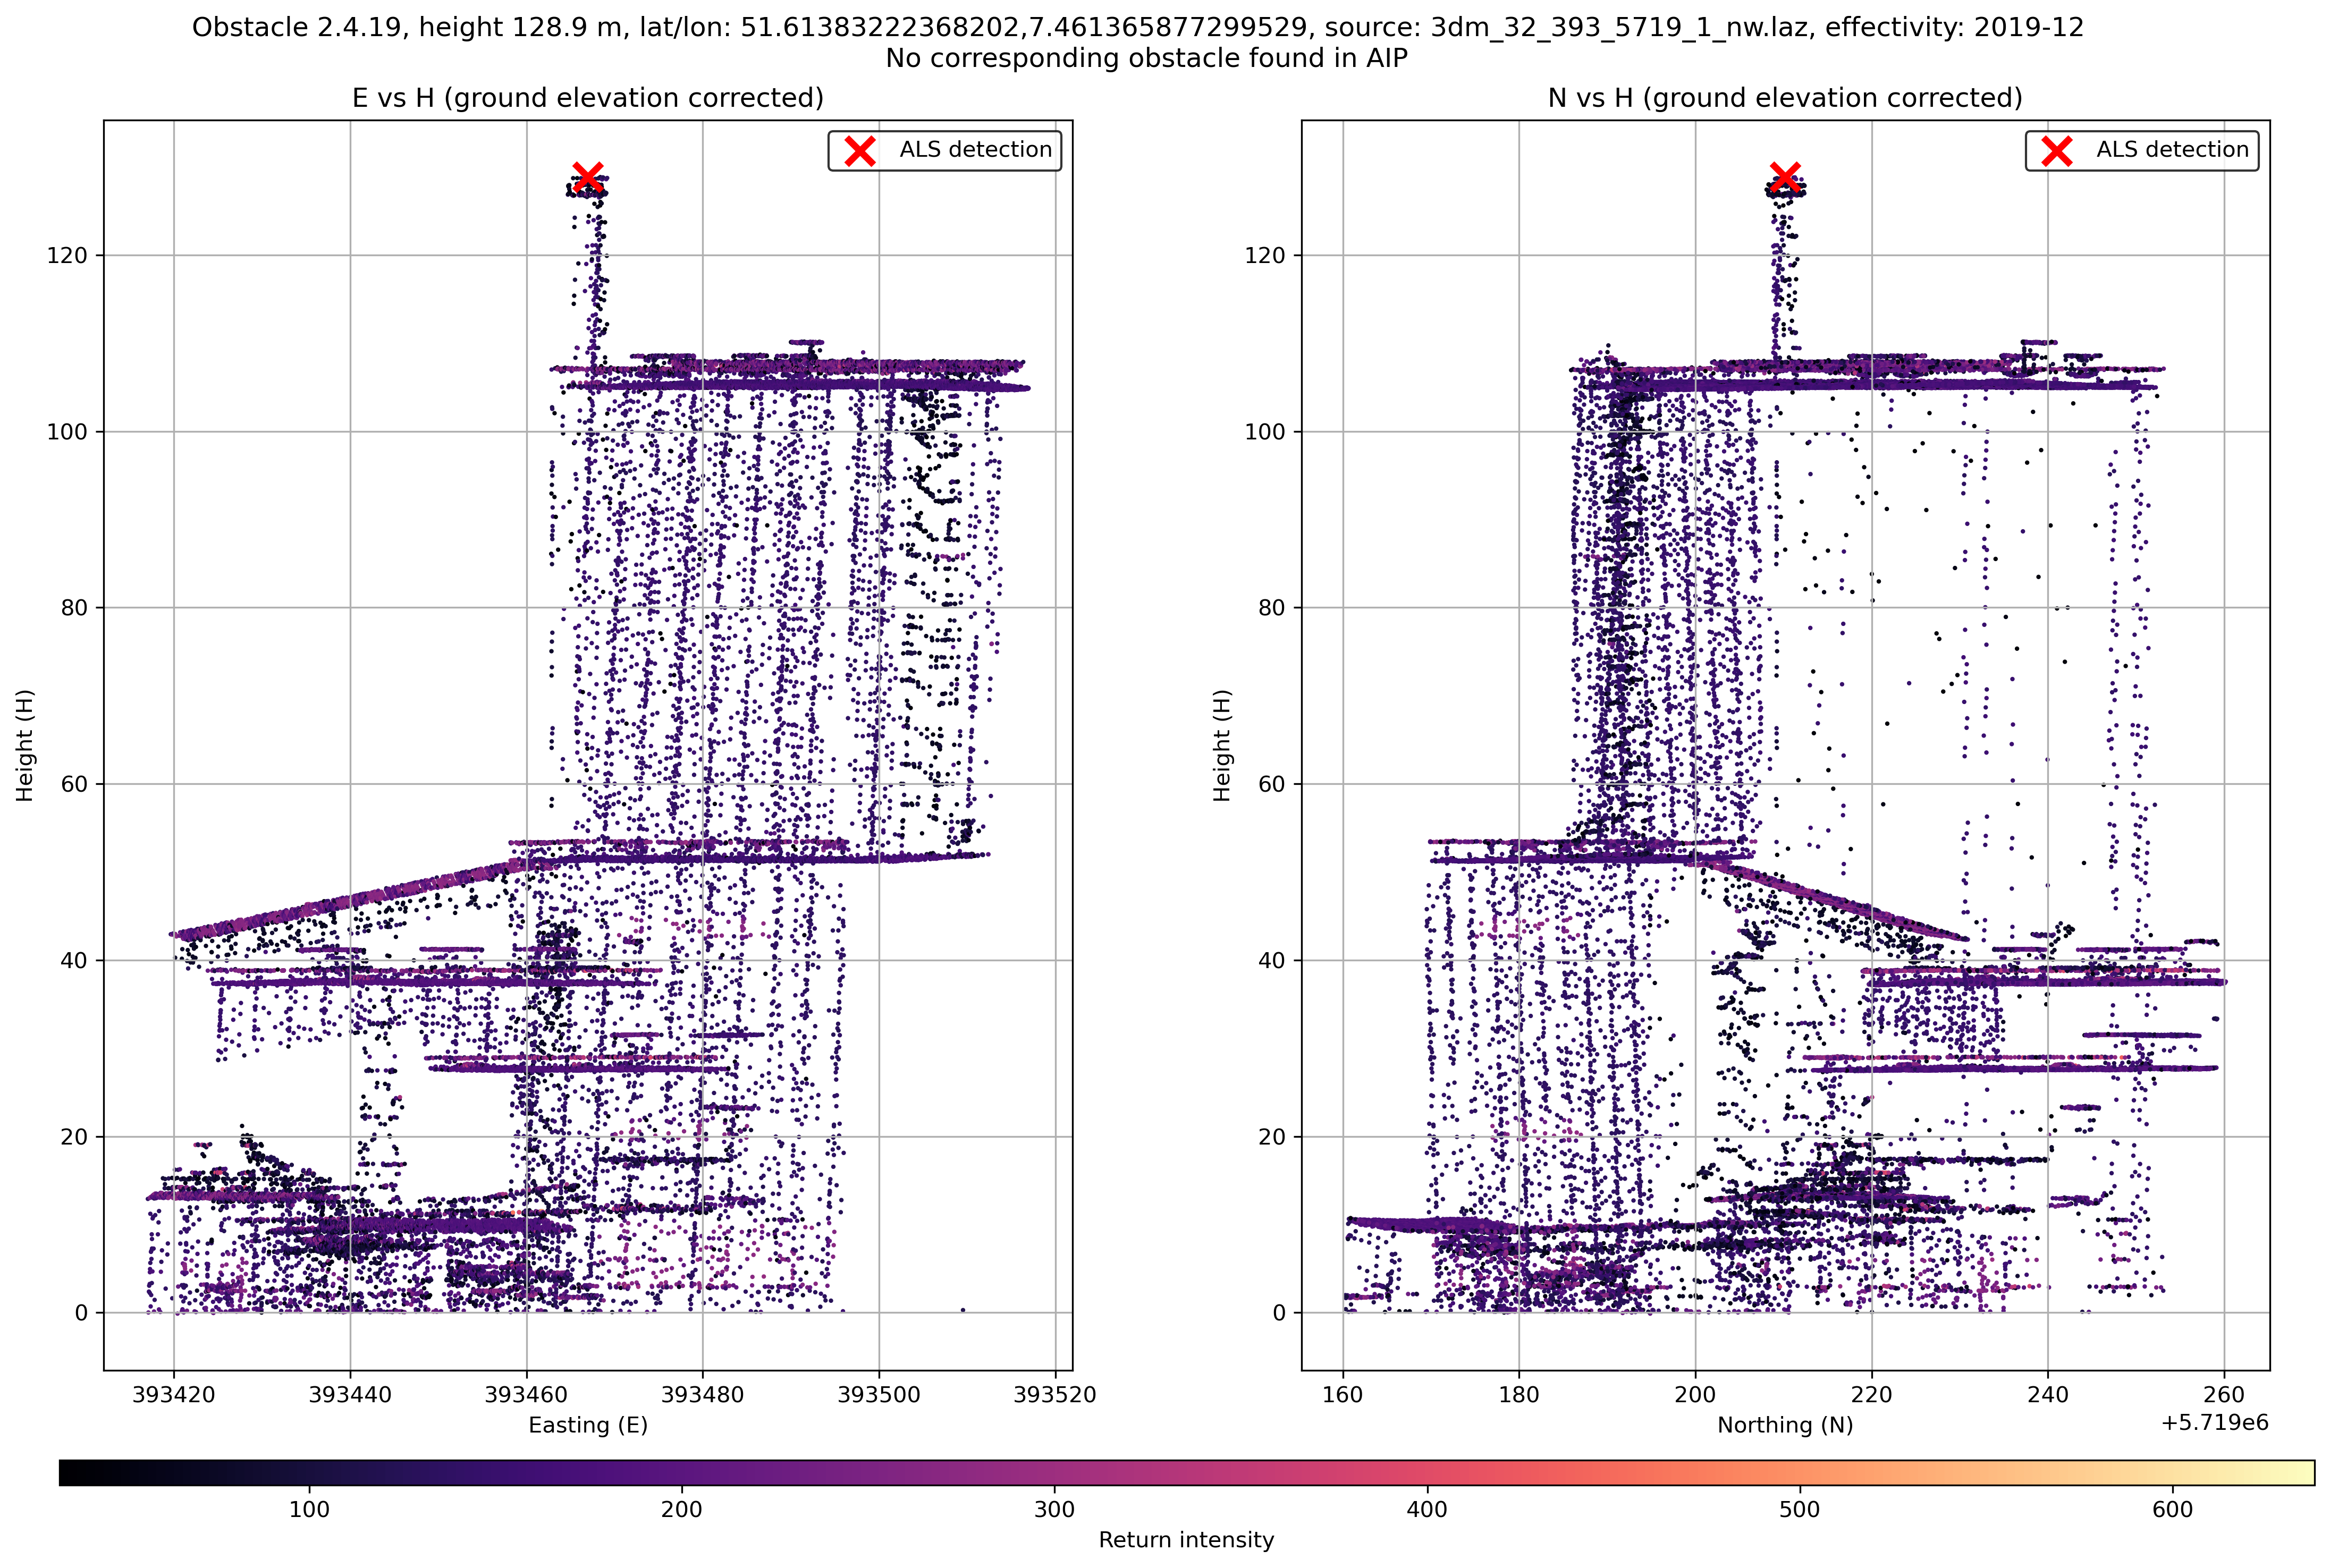 Obstacle 2.4.19, height 128.9 m, lat/lon: 51.61383222368202,7.461365877299529, source: 3dm_32_393_5719_1_nw.laz, effectivity: 2019-12
No corresponding obstacle found in AIP
E vs H (ground elevation corrected)
ALS detection
120
100
80
60
40
20
0
Height (H)
393420 393440 393460 393480 393500 393520
Easting (E)
N vs H (ground elevation corrected)
ALS detection
120
100
80
60
40
20
0
Height (H)
160 180 200 220 240 260
+5.719e6
Northing (N)
100 200 300 400 500 600
Return intensity